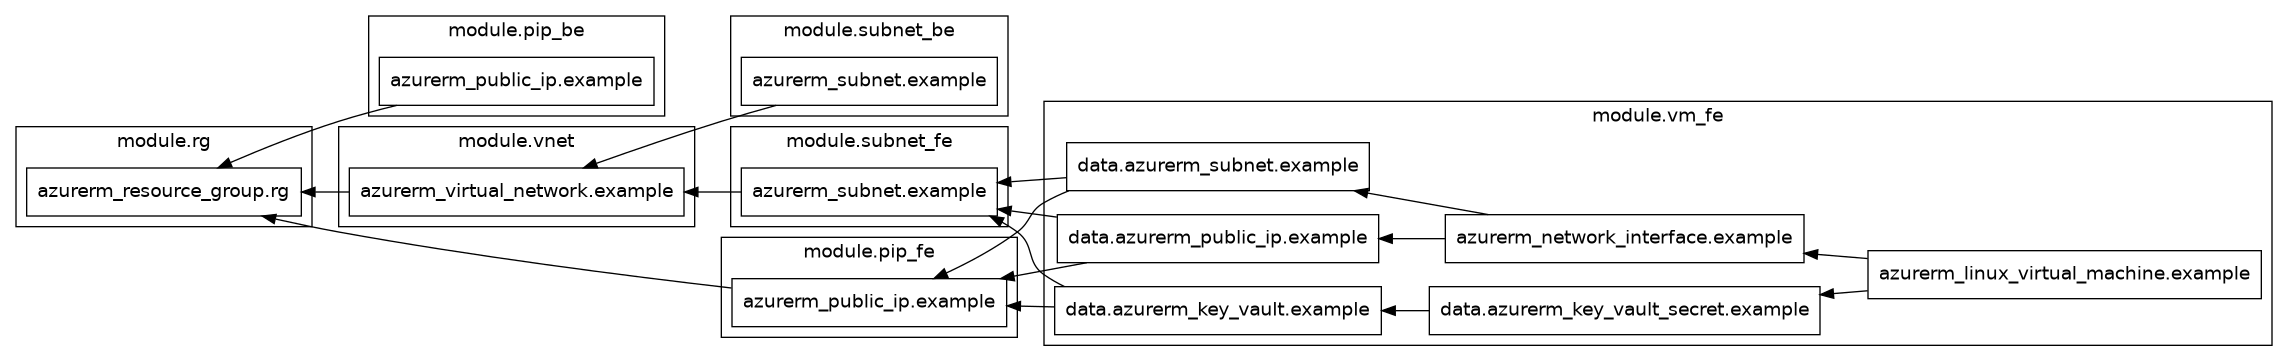 module.pip_be
azurerm_public_ip.example
module.subnet_be
azurerm_subnet.example
module.rg
azurerm_resource_group.rg
module.vnet
azurerm_virtual_network.example
module.subnet_fe
azurerm_subnet.example
module.pip_fe
azurerm_public_ip.example
module.vm_fe
data.azurerm_subnet.example
data.azurerm_public_ip.example
azurerm_network_interface.example
azurerm_linux_virtual_machine.example
data.azurerm_key_vault.example
data.azurerm_key_vault_secret.example